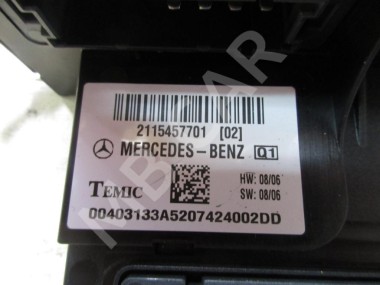 2115457701 [02]
MERCEDES-BENZ Q1
HW: 08/06
SW: 08/06
TEMIC
00403133A5207424002DD